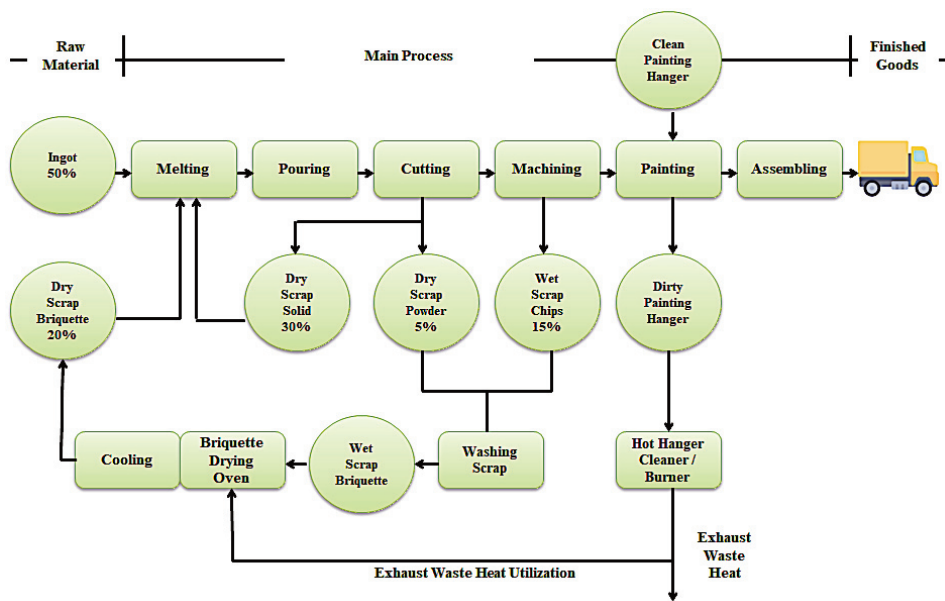 Raw
Material
Main Process
Clean
Painting
Hanger
Finished
Goods
Ingot
50%
Melting
Pouring
Cutting
Machining
Painting
Assembling
Dry
Scrap
Briquette
20%
Dry
Scrap
Solid
30%
Dry
Scrap
Powder
5%
Wet
Scrap
Chips
15%
Dirty
Painting
Hanger
Cooling
Briquette
Drying
Oven
Wet
Scrap
Briquette
Washing
Scrap
Hot Hanger
Cleaner /
Burner
Exhaust Waste Heat Utilization
Exhaust
Waste
Heat